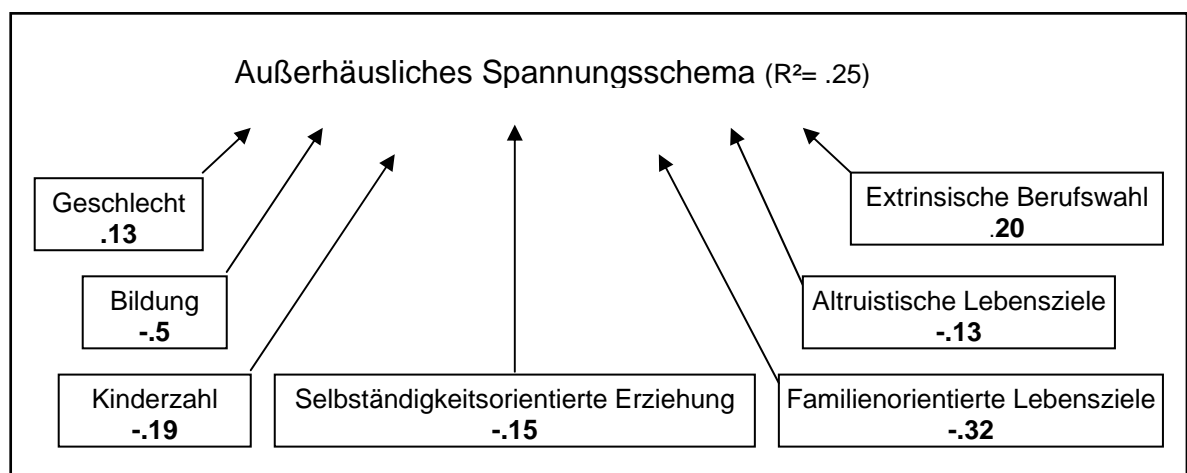 Außerhäusliches Spannungsschema (R²= .25)
Geschlecht
.13
Extrinsische Berufswahl
.20
Bildung
-.5
Altruistische Lebensziele
-.13
Kinderzahl
-.19
Selbständigkeitsorientierte Erziehung
-.15
Familienorientierte Lebensziele
-.32